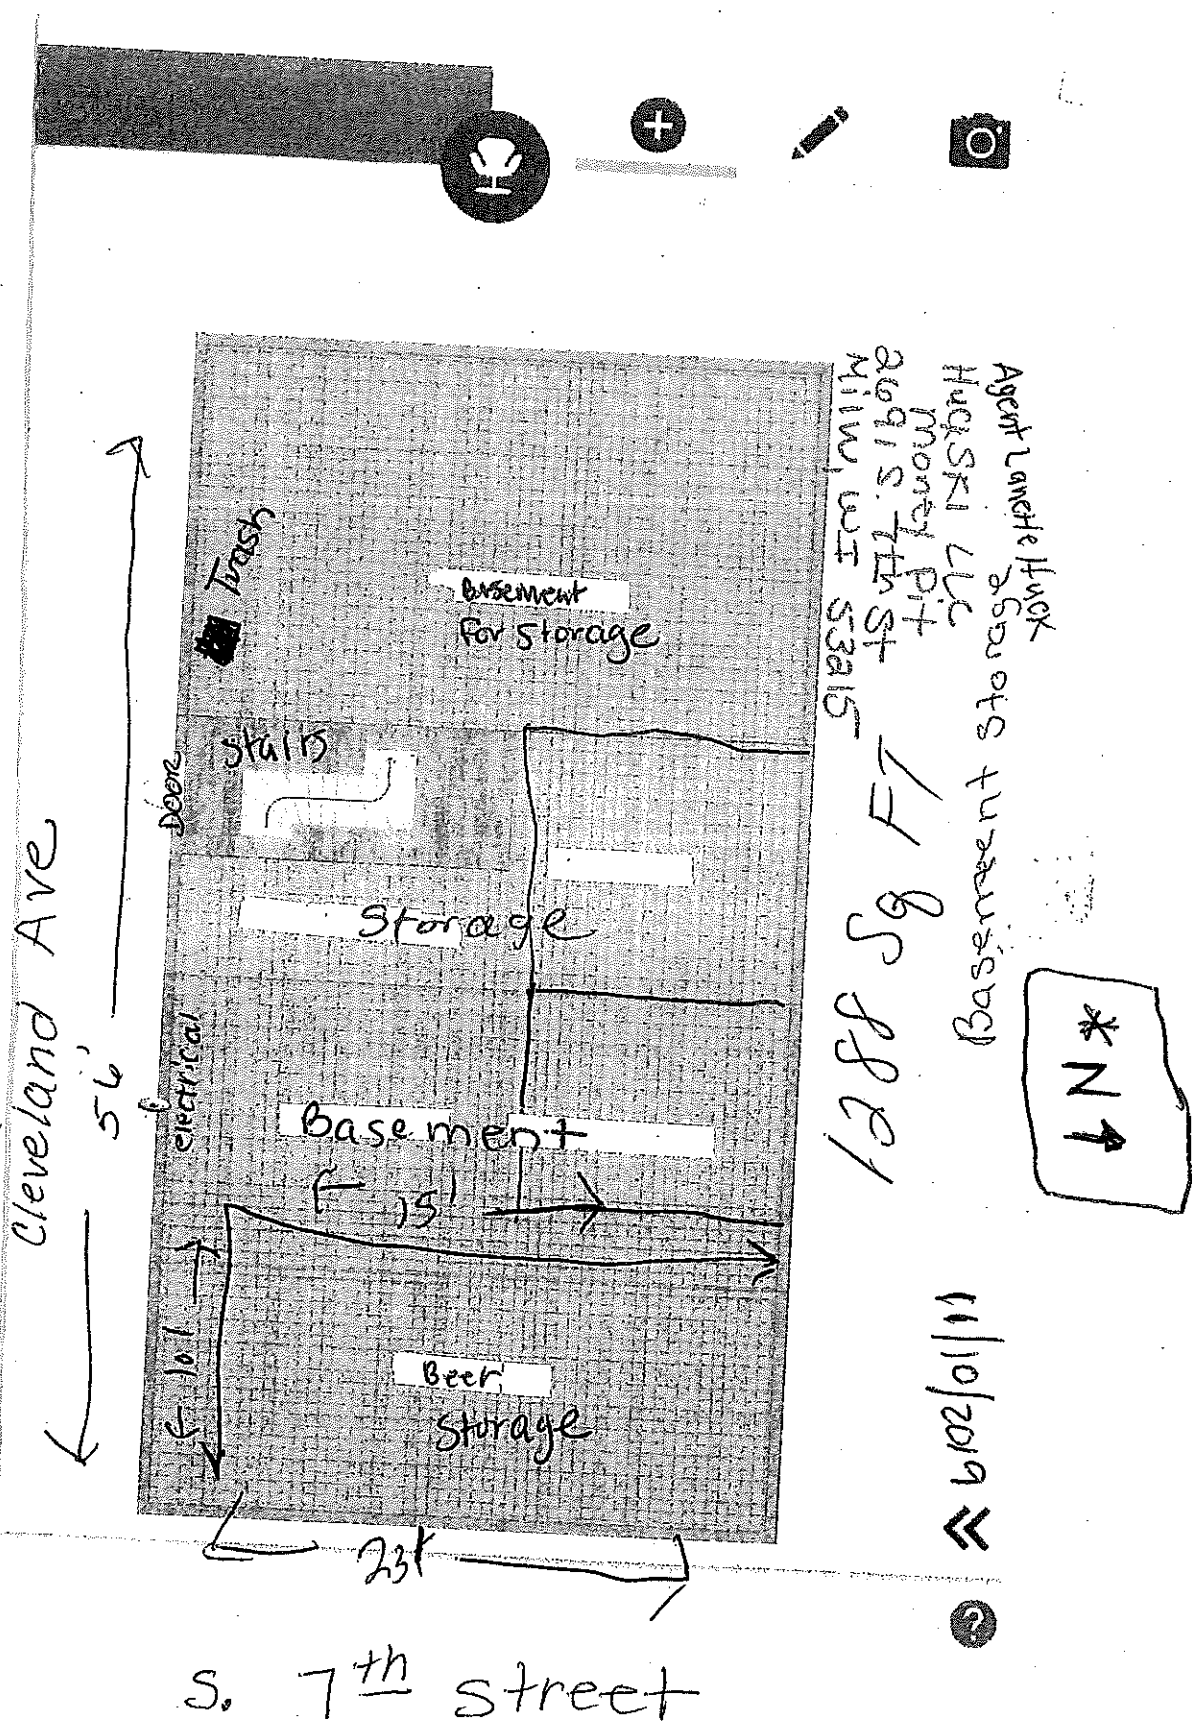 Agent Lanette Huck
Huckski LLC
Monty Pit
2691 S. 7th St
Milw, WI 53215
Basement storage
1288 Sq FT
* N ↑
11/10/2019
Trash
Basement
for storage
Stairs
Door
Storage
electrical
Basement
15'
10'
Beer
Storage
23'
56'
Cleveland Ave
S. 7th street